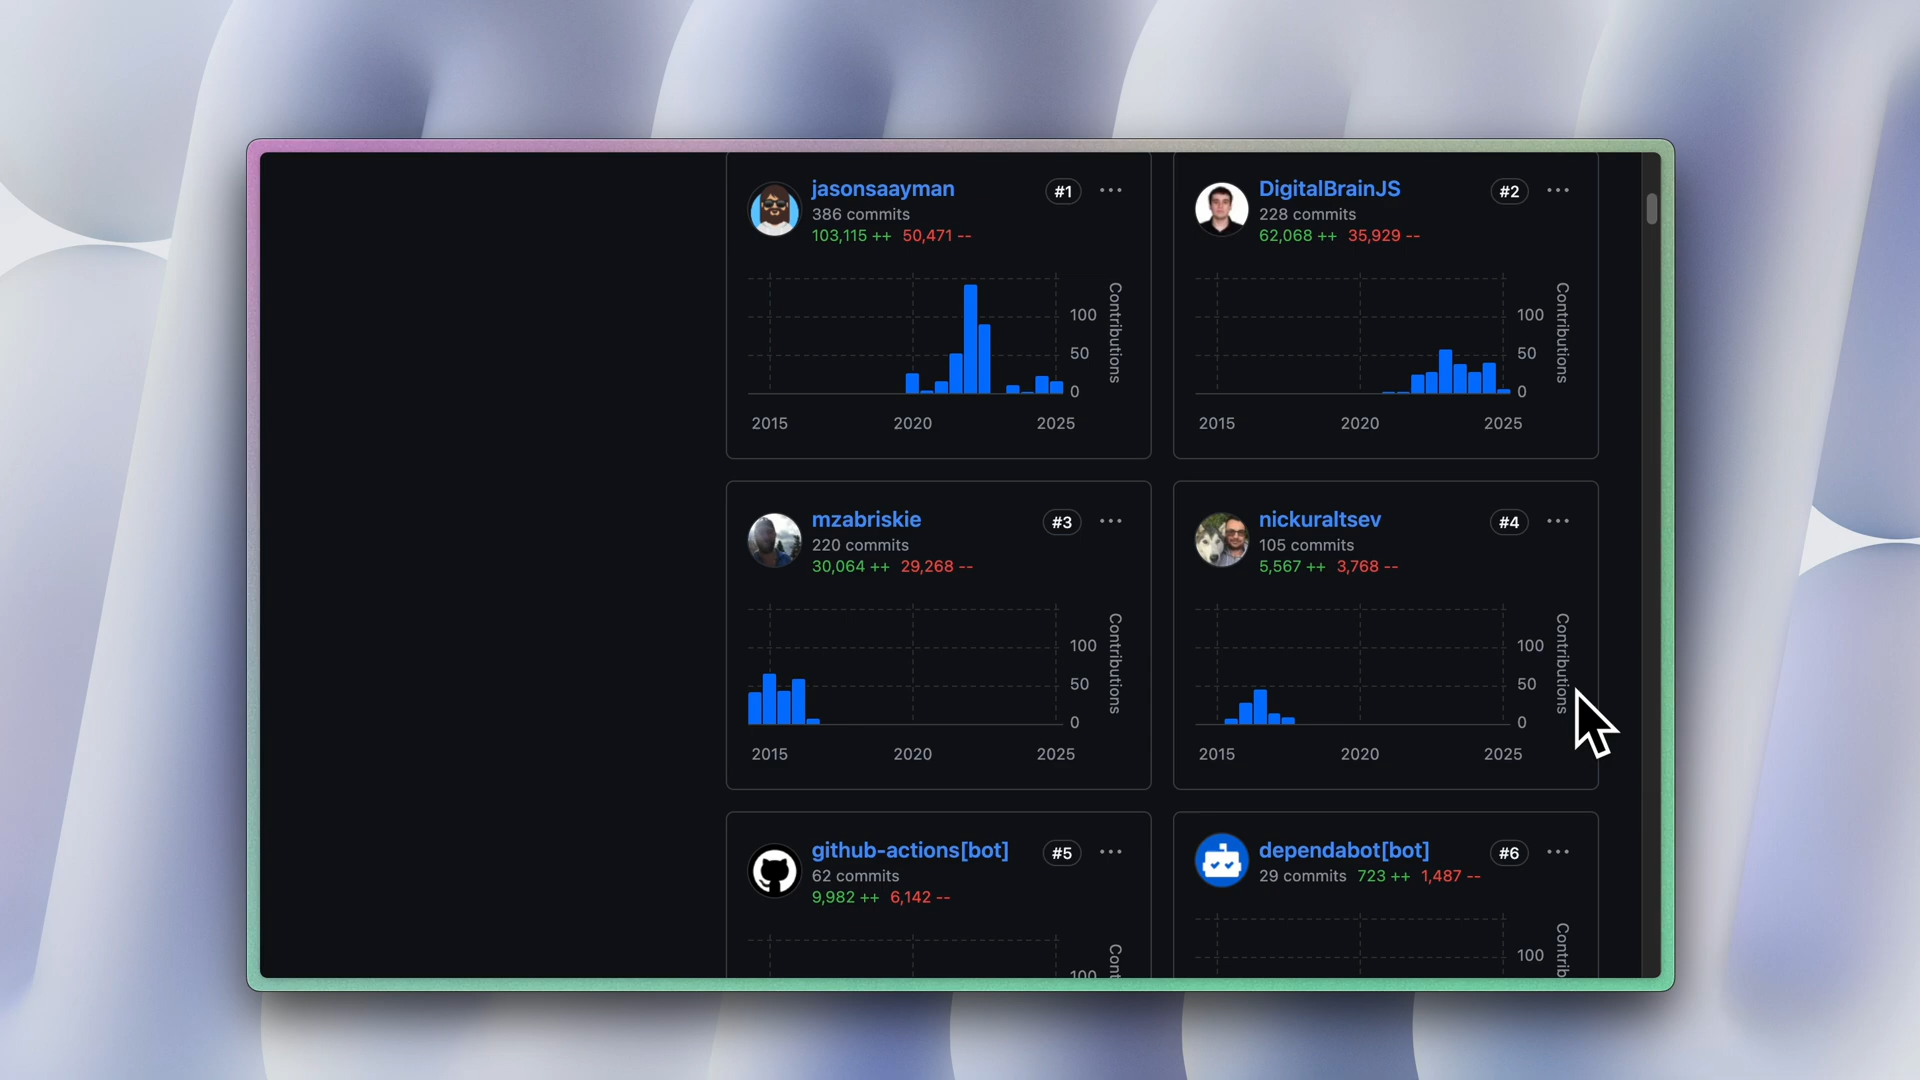 jasonsaayman #1 ···
386 commits
103,115 ++ 50,471 --
100
50
0
Contributions
2015 2020 2025
DigitalBrainJS #2 ···
228 commits
62,068 ++ 35,929 --
100
50
0
Contributions
2015 2020 2025
mzabriskie #3 ···
220 commits
30,064 ++ 29,268 --
100
50
0
Contributions
2015 2020 2025
nickuraltsev #4 ···
105 commits
5,567 ++ 3,768 --
100
50
0
Contributions
2015 2020 2025
github-actions[bot] #5 ···
62 commits
9,982 ++ 6,142 --
100
Cont
dependabot[bot] #6 ···
29 commits 723 ++ 1,487 --
100
Contrib